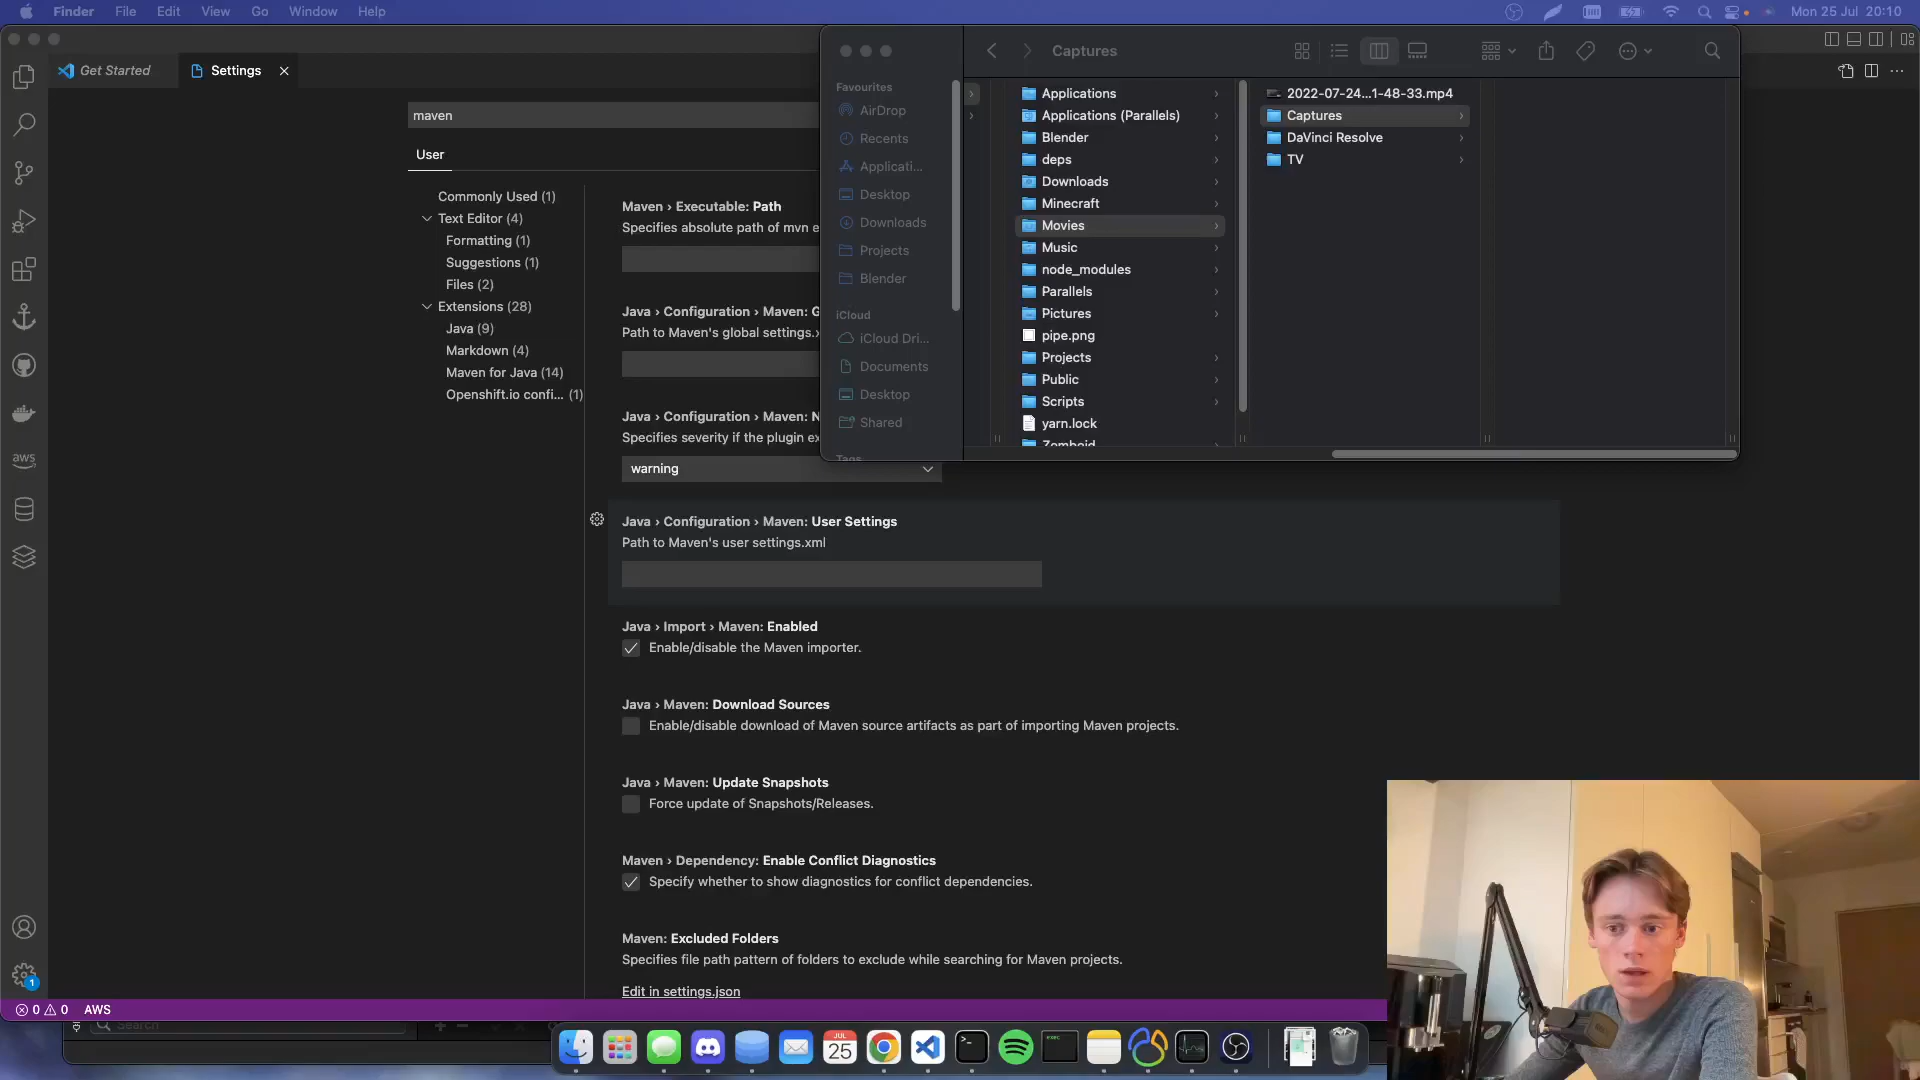 Finder File Edit View Go Window Help
Mon 25 Jul 20:10
Get Started
Settings
maven
User
Commonly Used (1)
Text Editor (4)
Formatting (1)
Suggestions (1)
Files (2)
Extensions (28)
Java (9)
Markdown (4)
Maven for Java (14)
Openshift.io confi... (1)
Maven › Executable: Path
Specifies absolute path of mvn e
Java › Configuration › Maven: G
Path to Maven's global settings.x
Java › Configuration › Maven: N
Specifies severity if the plugin ex
warning
Java › Configuration › Maven: User Settings
Path to Maven's user settings.xml
Java › Import › Maven: Enabled
Enable/disable the Maven importer.
Java › Maven: Download Sources
Enable/disable download of Maven source artifacts as part of importing Maven projects.
Java › Maven: Update Snapshots
Force update of Snapshots/Releases.
Maven › Dependency: Enable Conflict Diagnostics
Specify whether to show diagnostics for conflict dependencies.
Maven: Excluded Folders
Specifies file path pattern of folders to exclude while searching for Maven projects.
Edit in settings.json
Captures
Favourites
AirDrop
Recents
Applicati...
Desktop
Downloads
Projects
Blender
iCloud
iCloud Dri...
Documents
Desktop
Shared
Tags
Applications
Applications (Parallels)
Blender
deps
Downloads
Minecraft
Movies
Music
node_modules
Parallels
Pictures
pipe.png
Projects
Public
Scripts
yarn.lock
Zomboid
2022-07-24...1-48-33.mp4
Captures
DaVinci Resolve
TV
aws
1
0 0 AWS
Search
JUL
25
exec